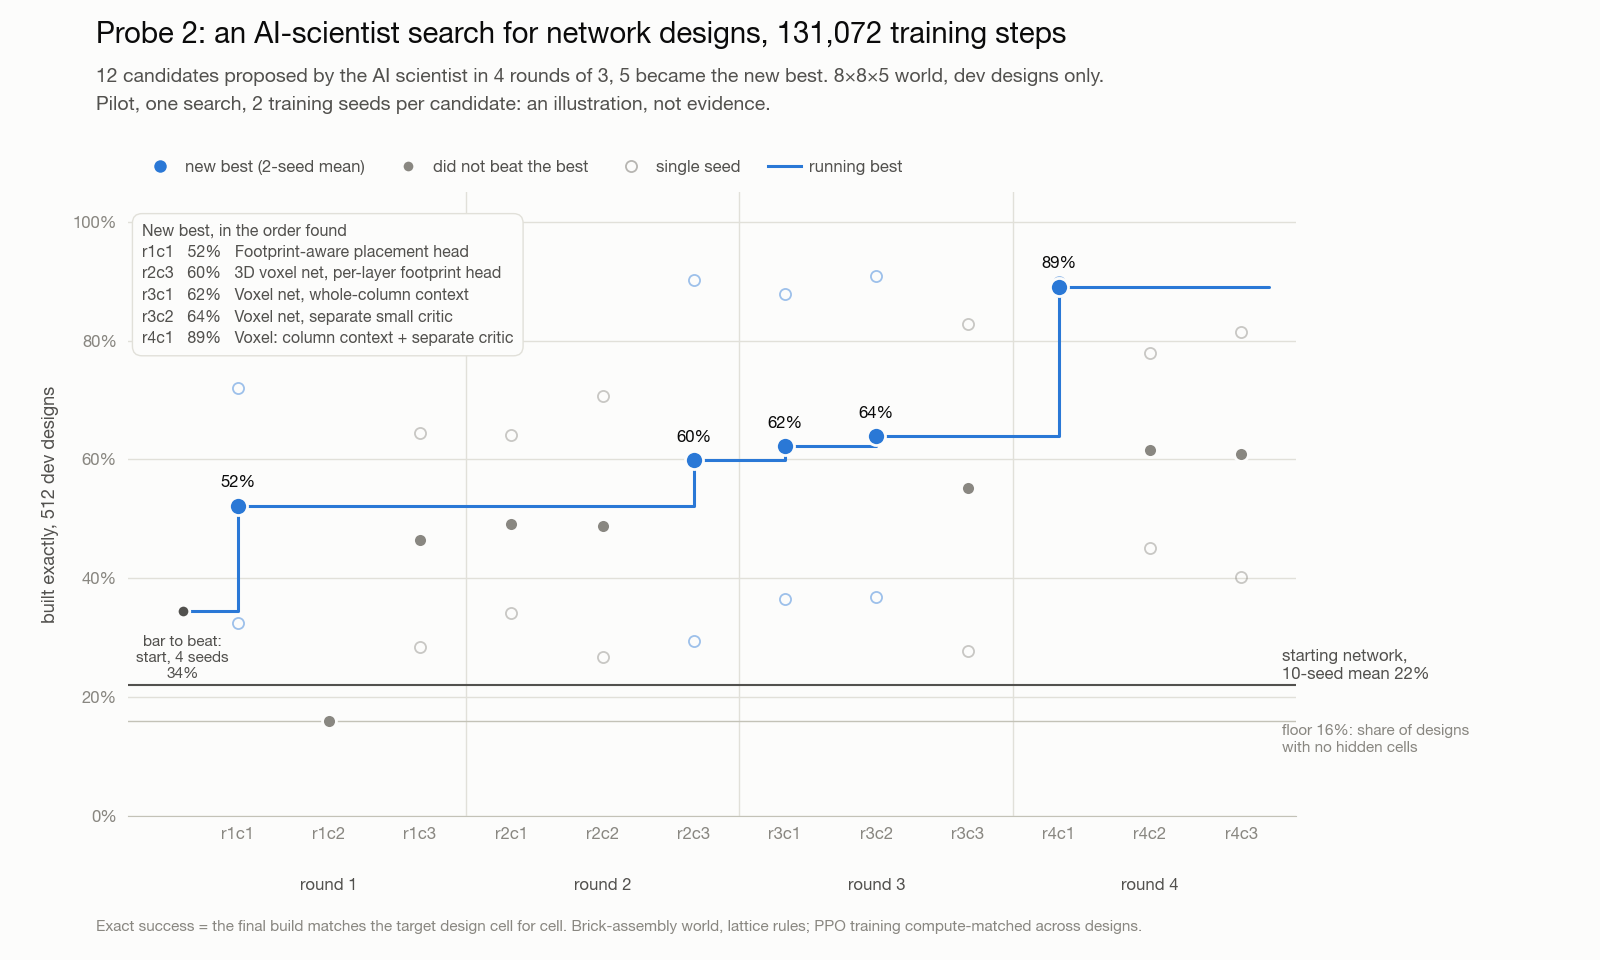 Probe 2: an AI-scientist search for network designs, 131,072 training steps
12 candidates proposed by the AI scientist in 4 rounds of 3, 5 became the new best. 8×8×5 world, dev designs only.
Pilot, one search, 2 training seeds per candidate: an illustration, not evidence.
new best (2-seed mean) did not beat the best single seed running best
New best, in the order found
r1c1 52% Footprint-aware placement head
r2c3 60% 3D voxel net, per-layer footprint head
r3c1 62% Voxel net, whole-column context
r3c2 64% Voxel net, separate small critic
r4c1 89% Voxel: column context + separate critic
100%
80%
60%
40%
20%
0%
built exactly, 512 dev designs
52%
60%
62%
64%
89%
bar to beat:
start, 4 seeds
34%
starting network,
10-seed mean 22%
floor 16%: share of designs
with no hidden cells
r1c1 r1c2 r1c3 r2c1 r2c2 r2c3 r3c1 r3c2 r3c3 r4c1 r4c2 r4c3
round 1 round 2 round 3 round 4
Exact success = the final build matches the target design cell for cell. Brick-assembly world, lattice rules; PPO training compute-matched across designs.